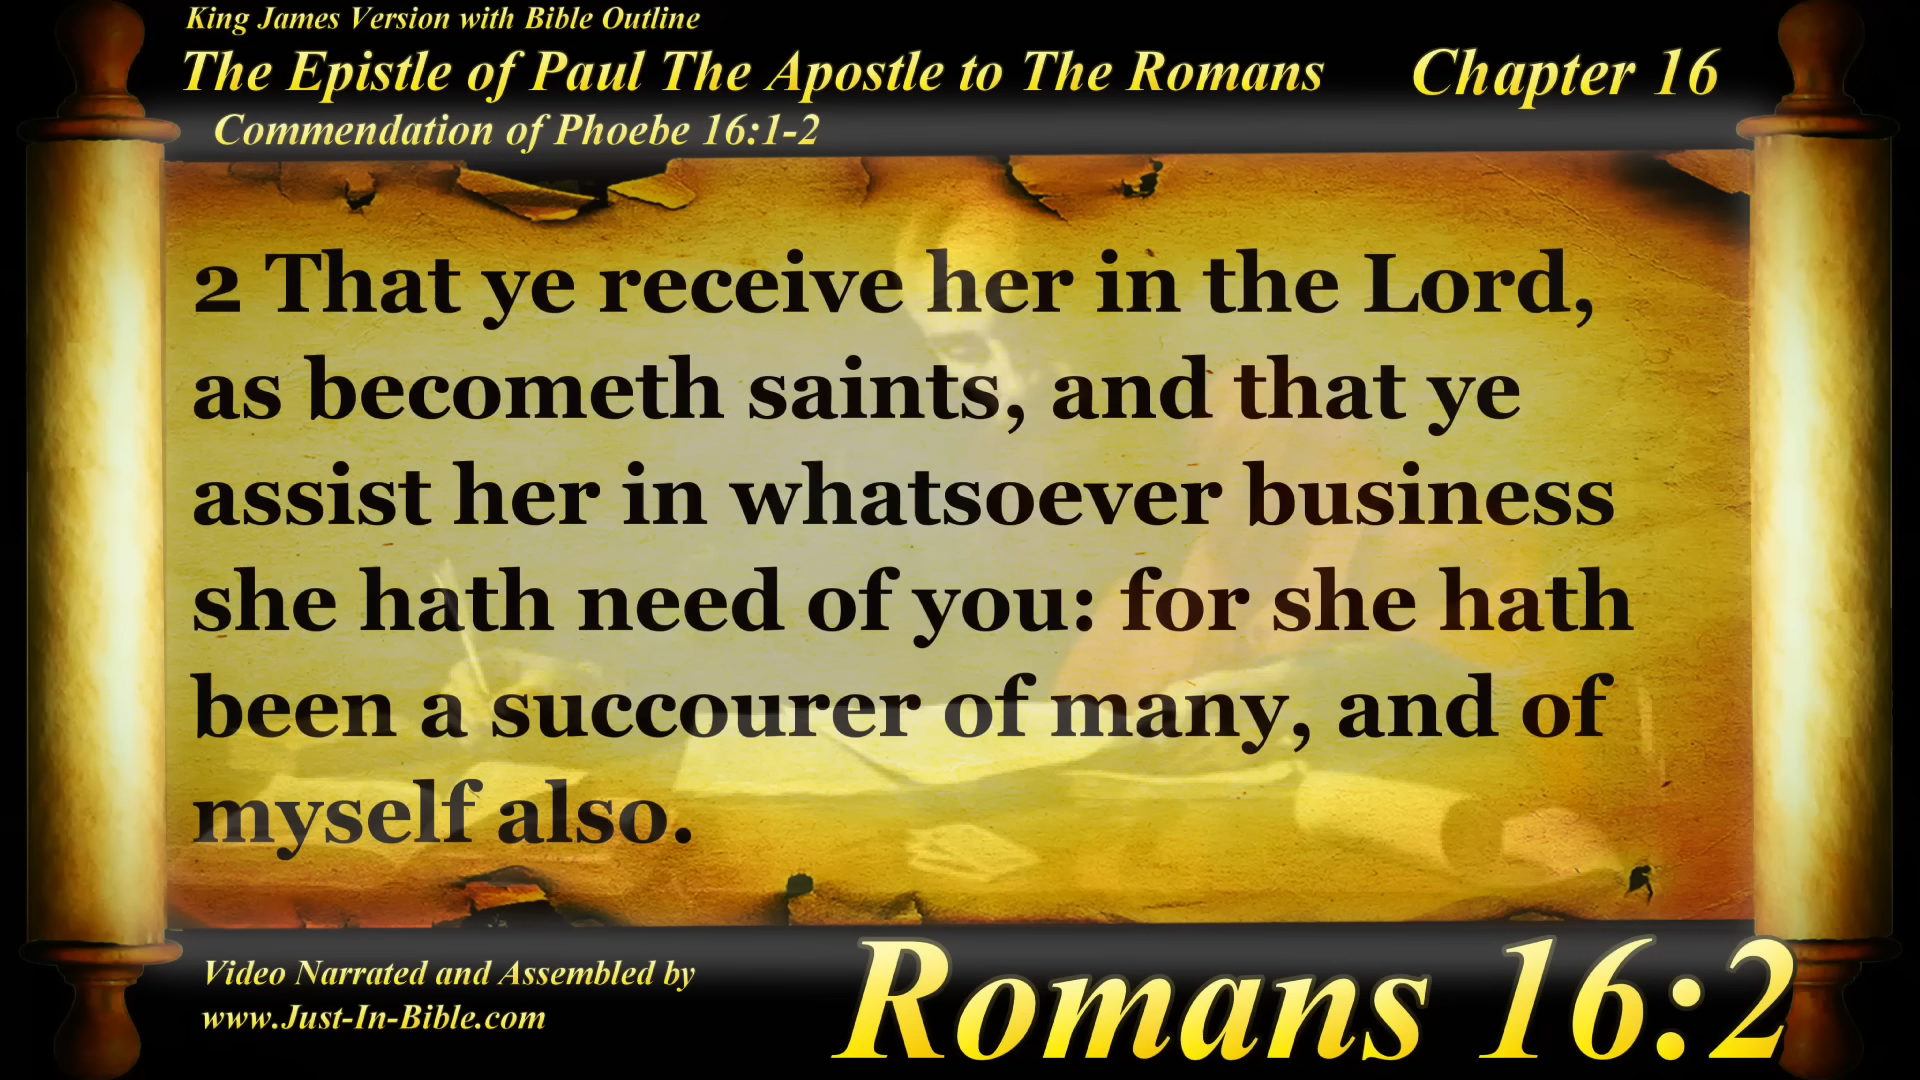 King James Version with Bible Outline
The Epistle of Paul The Apostle to The Romans Chapter 16
Commendation of Phoebe 16:1-2
2 That ye receive her in the Lord,
as becometh saints, and that ye
assist her in whatsoever business
she hath need of you: for she hath
been a succourer of many, and of
myself also.
Video Narrated and Assembled by
www.Just-In-Bible.com
Romans 16:2